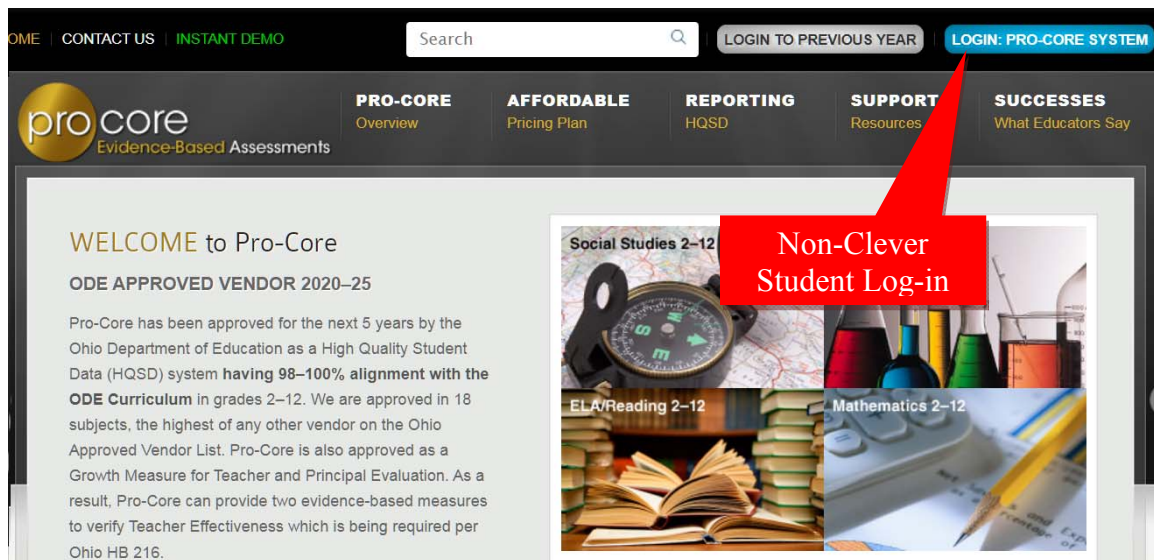 OME | CONTACT US | INSTANT DEMO
Search
LOGIN TO PREVIOUS YEAR
LOGIN: PRO-CORE SYSTEM
pro core
Evidence-Based Assessments
PRO-CORE
Overview
AFFORDABLE
Pricing Plan
REPORTING
HQSD
SUPPORT
Resources
SUCCESSES
What Educators Say
Non-Clever
Student Log-in
WELCOME to Pro-Core
ODE APPROVED VENDOR 2020–25
Pro-Core has been approved for the next 5 years by the
Ohio Department of Education as a High Quality Student
Data (HQSD) system having 98–100% alignment with the
ODE Curriculum in grades 2–12. We are approved in 18
subjects, the highest of any other vendor on the Ohio
Approved Vendor List. Pro-Core is also approved as a
Growth Measure for Teacher and Principal Evaluation. As a
result, Pro-Core can provide two evidence-based measures
to verify Teacher Effectiveness which is being required per
Ohio HB 216.
Social Studies 2–12
S
E
ELA/Reading 2–12
Mathematics 2–12